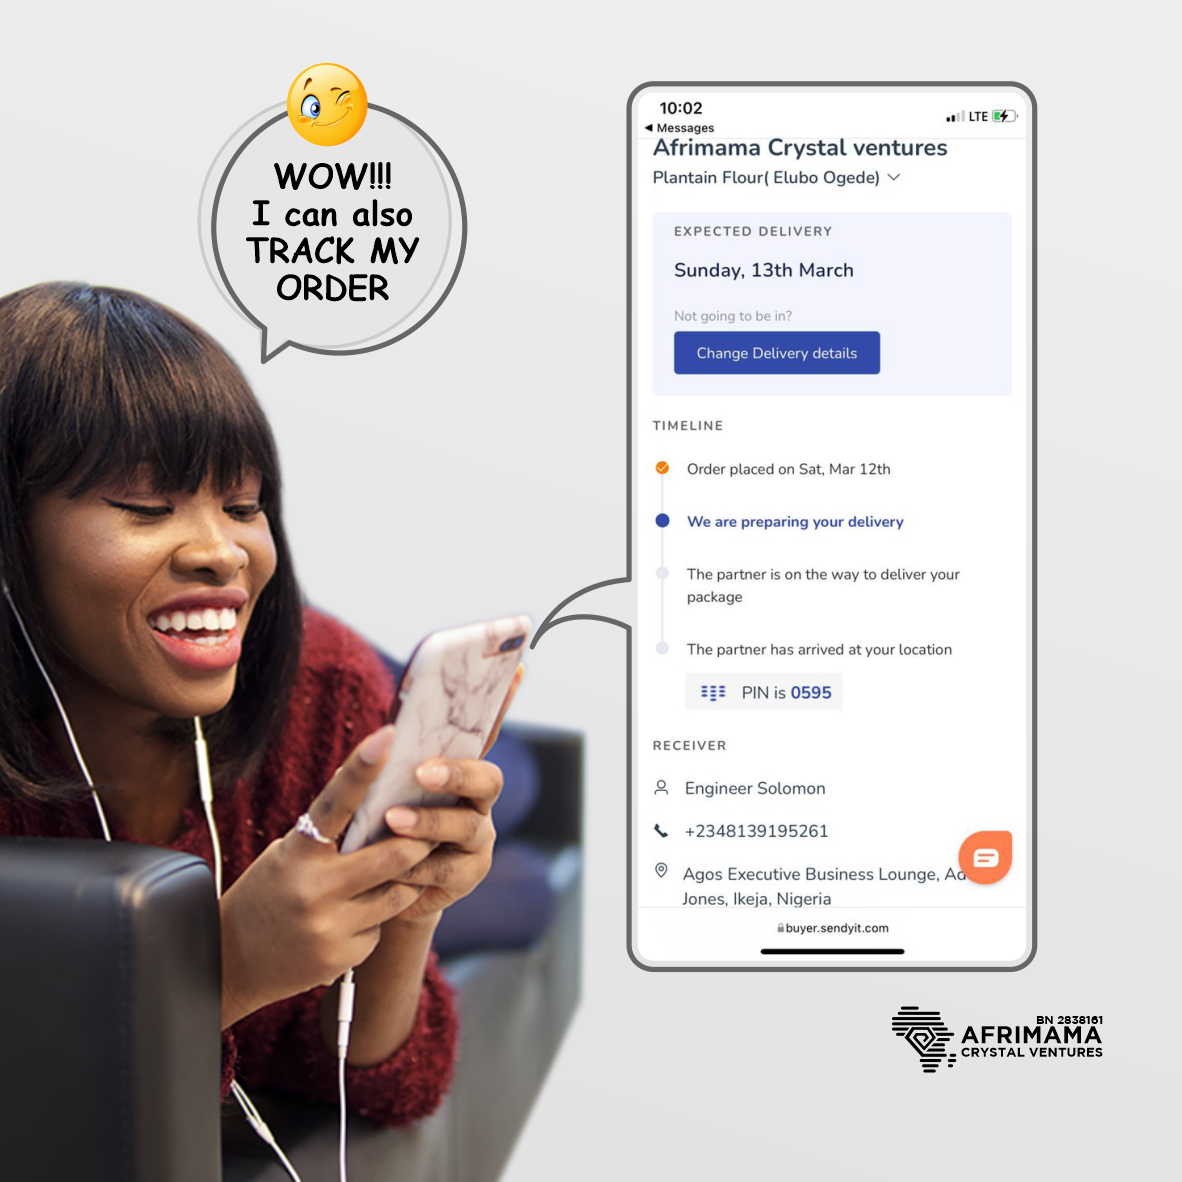 WOW!!!
I can also
TRACK MY
ORDER
10:02
LTE
◀ Messages
Afrimama Crystal ventures
Plantain Flour( Elubo Ogede)
EXPECTED DELIVERY
Sunday, 13th March
Not going to be in?
Change Delivery details
TIMELINE
Order placed on Sat, Mar 12th
We are preparing your delivery
The partner is on the way to deliver your
package
The partner has arrived at your location
PIN is 0595
RECEIVER
Engineer Solomon
+2348139195261
Agos Executive Business Lounge,
Jones, Ikeja, Nigeria
buyer.sendyit.com
BN 2838161
AFRIMAMA
CRYSTAL VENTURES